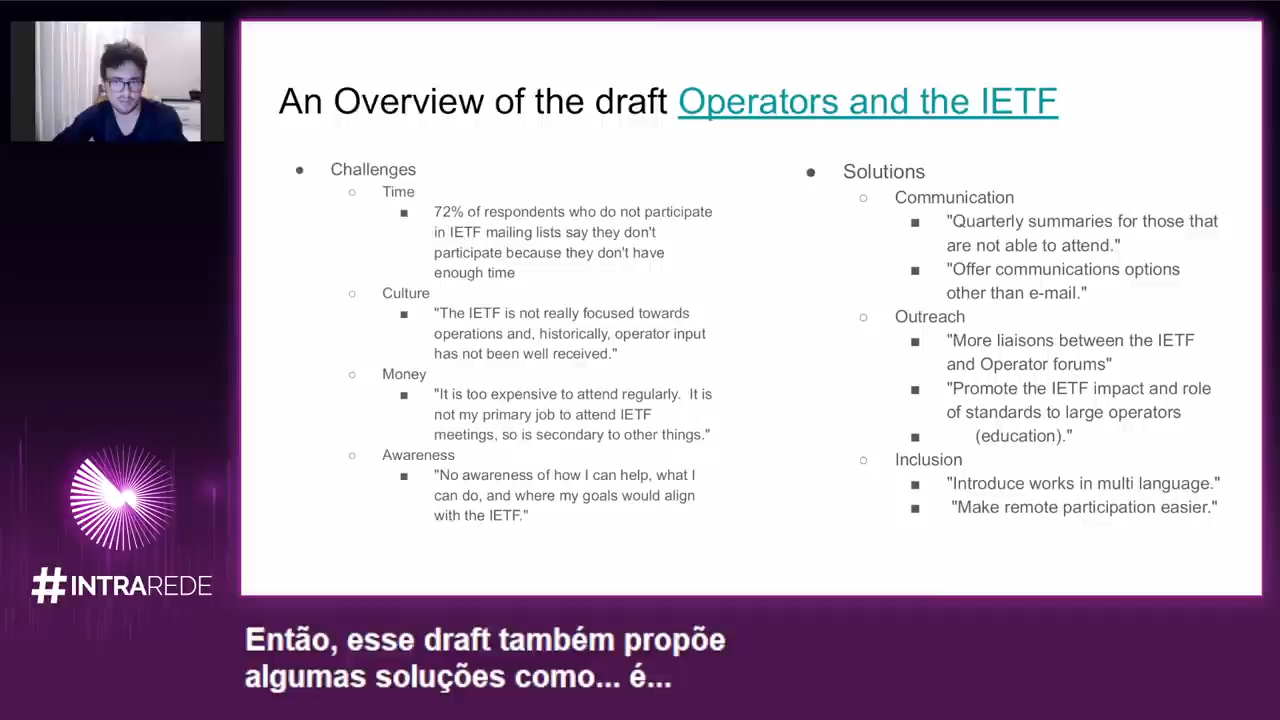 An Overview of the draft Operators and the IETF
Challenges
Time
72% of respondents who do not participate
in IETF mailing lists say they don't
participate because they don't have
enough time
Culture
"The IETF is not really focused towards
operations and, historically, operator input
has not been well received."
Money
"It is too expensive to attend regularly.  It is
not my primary job to attend IETF
meetings, so is secondary to other things."
Awareness
"No awareness of how I can help, what I
can do, and where my goals would align
with the IETF."
Solutions
Communication
"Quarterly summaries for those that
are not able to attend."
"Offer communications options
other than e-mail."
Outreach
"More liaisons between the IETF
and Operator forums"
"Promote the IETF impact and role
of standards to large operators
(education)."
Inclusion
"Introduce works in multi language."
"Make remote participation easier."
#INTRAREDE
Então, esse draft também propõe
algumas soluções como... é...